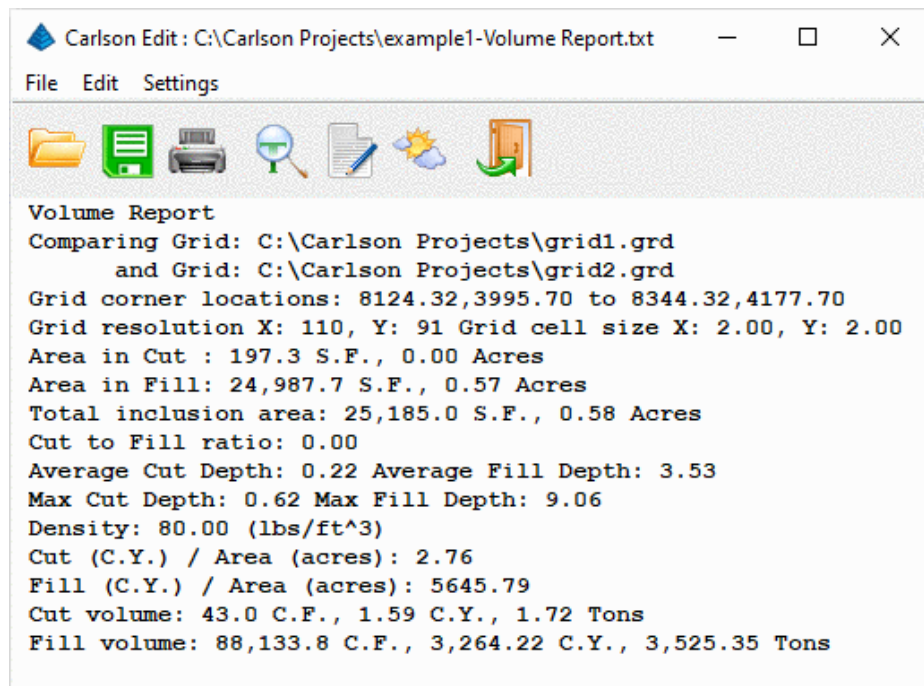 Carlson Edit : C:\Carlson Projects\example1-Volume Report.txt
File Edit Settings
Volume Report
Comparing Grid: C:\Carlson Projects\grid1.grd
and Grid: C:\Carlson Projects\grid2.grd
Grid corner locations: 8124.32,3995.70 to 8344.32,4177.70
Grid resolution X: 110, Y: 91 Grid cell size X: 2.00, Y: 2.00
Area in Cut : 197.3 S.F., 0.00 Acres
Area in Fill: 24,987.7 S.F., 0.57 Acres
Total inclusion area: 25,185.0 S.F., 0.58 Acres
Cut to Fill ratio: 0.00
Average Cut Depth: 0.22 Average Fill Depth: 3.53
Max Cut Depth: 0.62 Max Fill Depth: 9.06
Density: 80.00 (lbs/ft^3)
Cut (C.Y.) / Area (acres): 2.76
Fill (C.Y.) / Area (acres): 5645.79
Cut volume: 43.0 C.F., 1.59 C.Y., 1.72 Tons
Fill volume: 88,133.8 C.F., 3,264.22 C.Y., 3,525.35 Tons